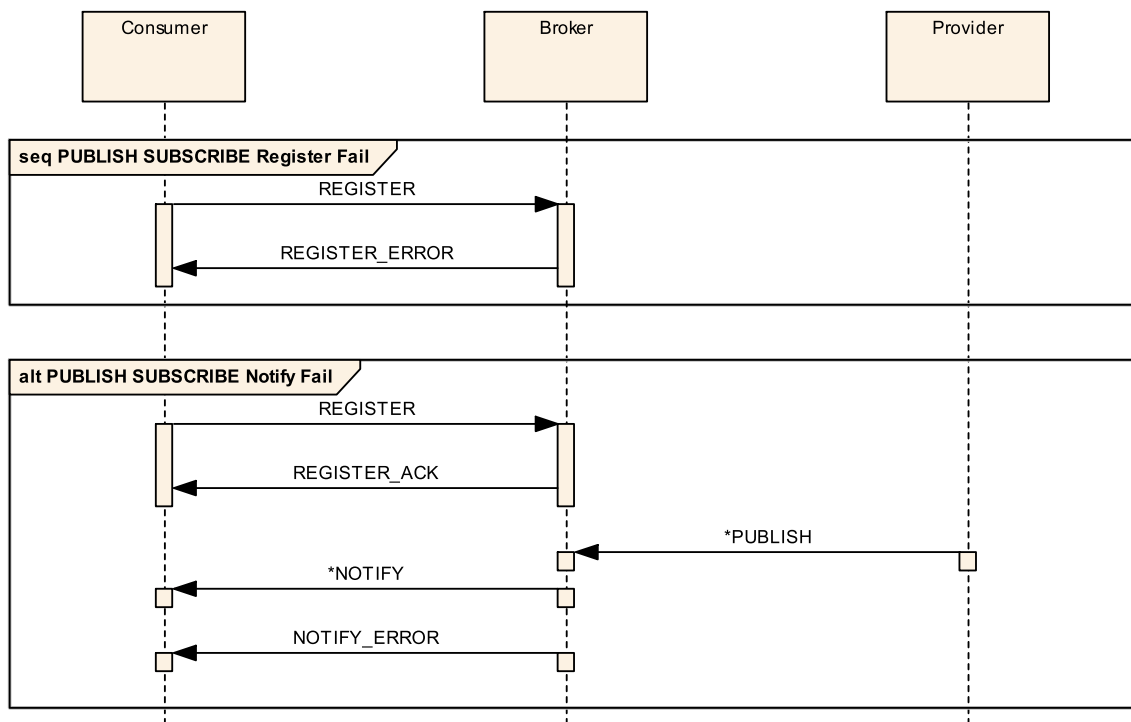 Consumer
Broker
Provider
seq PUBLISH SUBSCRIBE Register Fail
REGISTER
REGISTER_ERROR
alt PUBLISH SUBSCRIBE Notify Fail
REGISTER
REGISTER_ACK
*PUBLISH
*NOTIFY
NOTIFY_ERROR